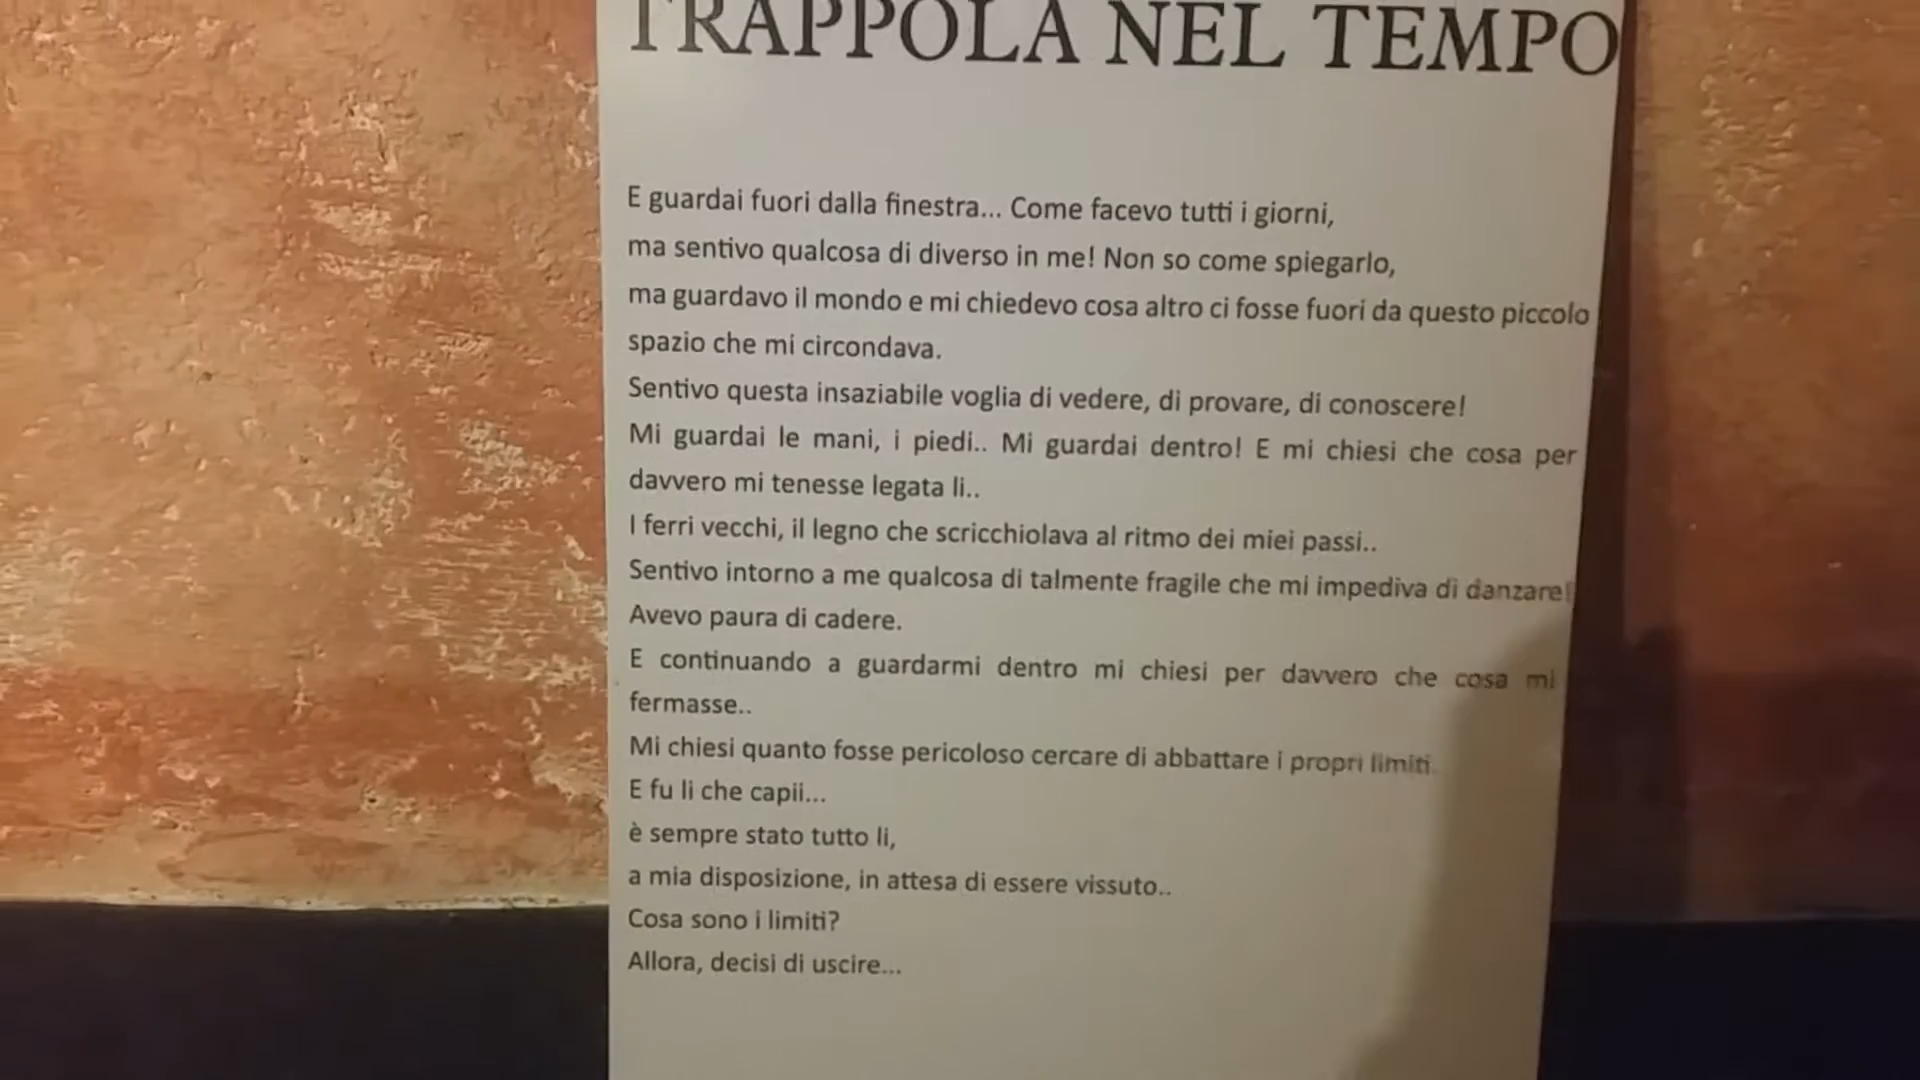 TRAPPOLA NEL TEMPO
E guardai fuori dalla finestra... Come facevo tutti i giorni,
ma sentivo qualcosa di diverso in me! Non so come spiegarlo,
ma guardavo il mondo e mi chiedevo cosa altro ci fosse fuori da questo piccolo
spazio che mi circondava.
Sentivo questa insaziabile voglia di vedere, di provare, di conoscere!
Mi guardai le mani, i piedi.. Mi guardai dentro! E mi chiesi che cosa per
davvero mi tenesse legata li..
I ferri vecchi, il legno che scricchiolava al ritmo dei miei passi..
Sentivo intorno a me qualcosa di talmente fragile che mi impediva di danzare!
Avevo paura di cadere.
E continuando a guardarmi dentro mi chiesi per davvero che cosa mi
fermasse..
Mi chiesi quanto fosse pericoloso cercare di abbattare i propri limiti.
E fu li che capii...
è sempre stato tutto li,
a mia disposizione, in attesa di essere vissuto..
Cosa sono i limiti?
Allora, decisi di uscire...